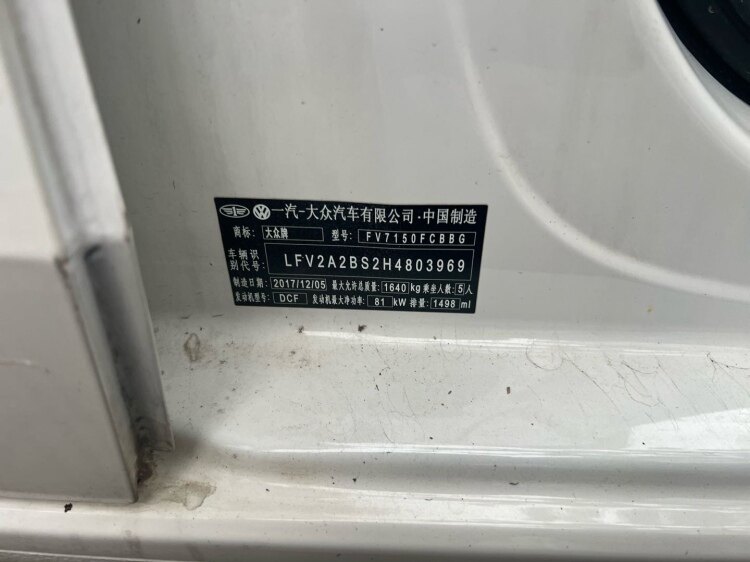 一汽-大众汽车有限公司·中国制造
商标: 大众牌 型号: FV7150FCBBG
车辆识别代号: LFV2A2BS2H4803969
制造日期: 2017/12/05 最大允许总质量: 1640 kg 乘坐人数: 5 人
发动机型号: DCF 发动机最大净功率: 81 kW 排量: 1498 ml